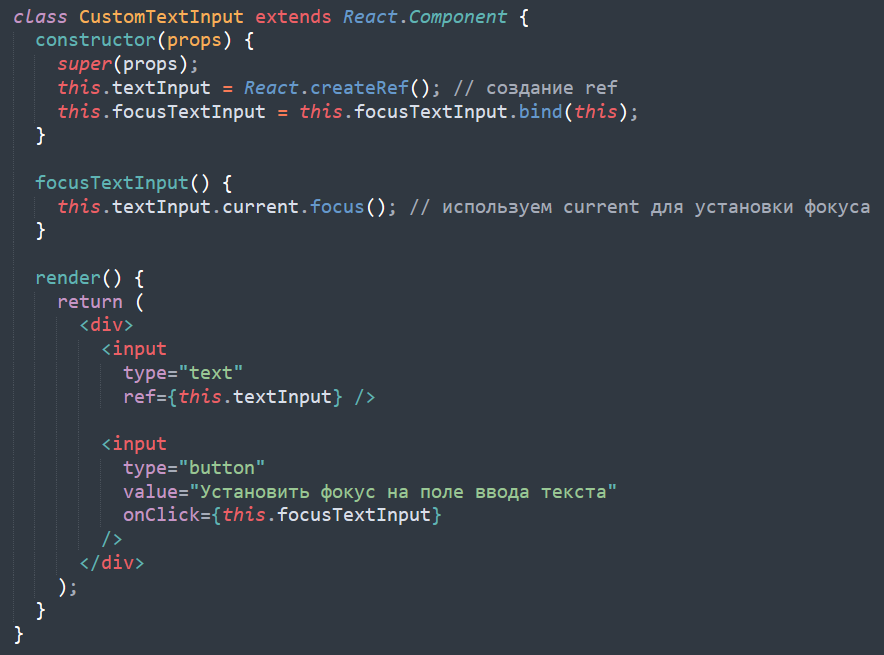 class CustomTextInput extends React.Component {
  constructor(props) {
    super(props);
    this.textInput = React.createRef(); // создание ref
    this.focusTextInput = this.focusTextInput.bind(this);
  }

  focusTextInput() {
    this.textInput.current.focus(); // используем current для установки фокуса
  }

  render() {
    return (
      <div>
        <input
          type="text"
          ref={this.textInput} />

        <input
          type="button"
          value="Установить фокус на поле ввода текста"
          onClick={this.focusTextInput}
        />
      </div>
    );
  }
}